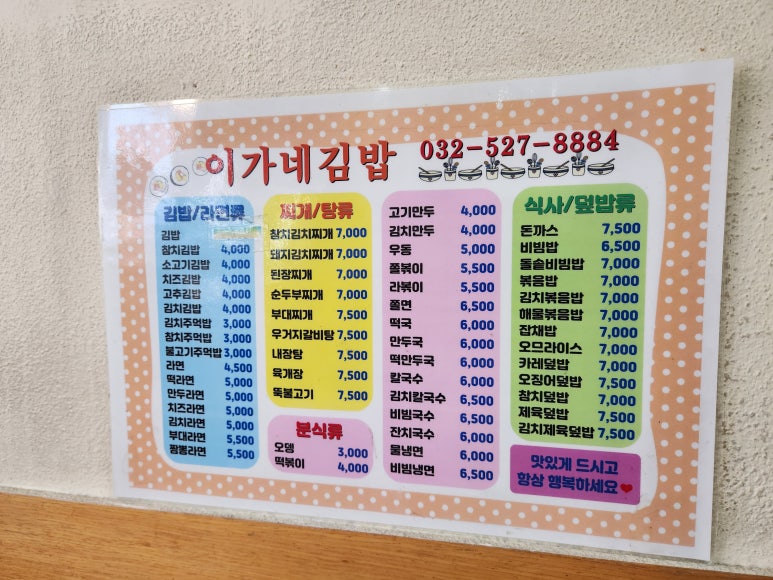 이가네김밥 032-527-8884
김밥/라면류
김밥
참치김밥 4,000
소고기김밥 4,000
치즈김밥 4,000
고추김밥 4,000
김치김밥 4,000
김치주먹밥 3,000
참치주먹밥 3,000
불고기주먹밥 3,000
라면 4,500
떡라면 5,000
만두라면 5,000
치즈라면 5,000
김치라면 5,000
부대라면 5,500
짬뽕라면 5,500
찌개/탕류
참치김치찌개 7,000
돼지김치찌개 7,000
된장찌개 7,000
순두부찌개 7,000
부대찌개 7,500
우거지갈비탕 7,500
내장탕 7,500
육개장 7,500
뚝불고기 7,500
분식류
오뎅 3,000
떡볶이 4,000
고기만두 4,000
김치만두 4,000
우동 5,000
쫄볶이 5,500
라볶이 5,500
쫄면 6,500
떡국 6,000
만두국 6,000
떡만두국 6,000
칼국수 6,000
김치칼국수 6,500
비빔국수 6,500
잔치국수 6,000
물냉면 6,000
비빔냉면 6,500
식사/덮밥류
돈까스 7,500
비빔밥 6,500
돌솥비빔밥 7,000
볶음밥 7,000
김치볶음밥 7,000
해물볶음밥 7,000
잡채밥 7,000
오므라이스 7,000
카레덮밥 7,000
오징어덮밥 7,500
참치덮밥 7,000
제육덮밥 7,500
김치제육덮밥 7,500
맛있게 드시고
항상 행복하세요❤